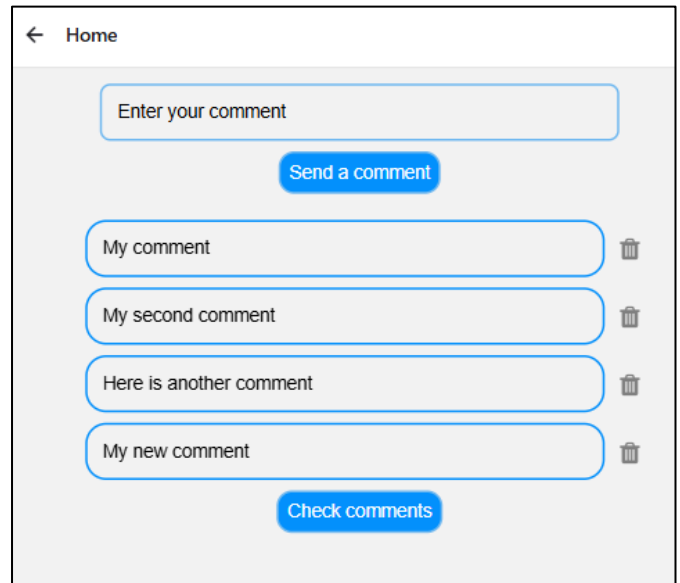 Home
Enter your comment
Send a comment
My comment
My second comment
Here is another comment
My new comment
Check comments